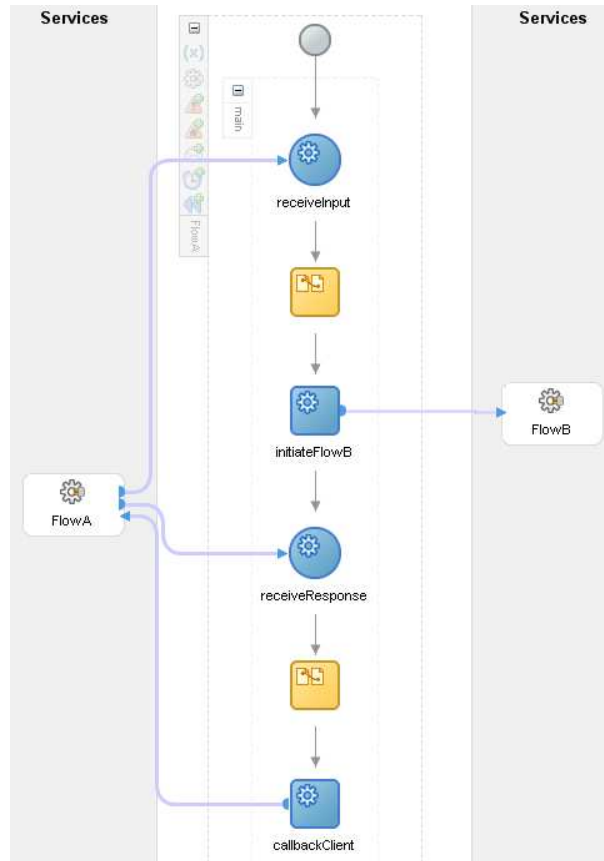 Services
Services
(x)
main
receiveInput
FlowA
initiateFlowB
FlowB
FlowA
receiveResponse
callbackClient